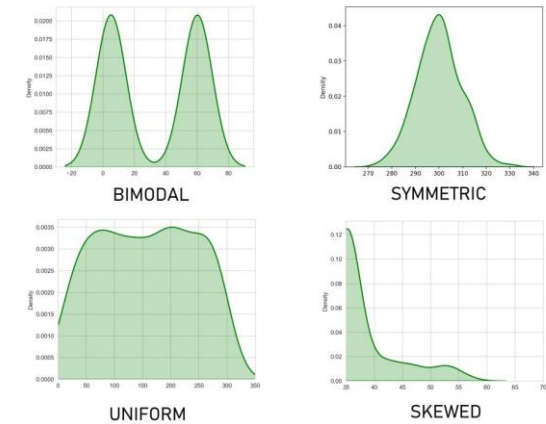 0.0200
0.0175
0.0150
0.0125
0.0100
0.0075
0.0050
0.0025
0.0000
Density
-20 0 20 40 60 80
BIMODAL
0.04
0.03
0.02
0.01
0.00
Density
270 280 290 300 310 320 330 340
SYMMETRIC
0.0035
0.0030
0.0025
0.0020
0.0015
0.0010
0.0005
0.0000
Density
0 50 100 150 200 250 300 350
UNIFORM
0.12
0.10
0.08
0.06
0.04
0.02
0.00
Density
35 40 45 50 55 60 65 70
SKEWED